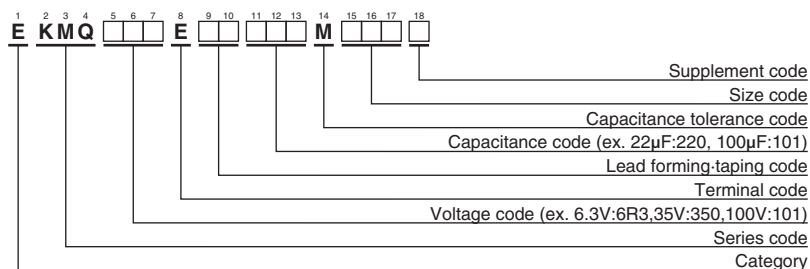 1 2 3 4 5 6 7 8 9 10 11 12 13 14 15 16 17 18
E KMQ □□□ E □□ □□□ M □□□ □
Supplement code
Size code
Capacitance tolerance code
Capacitance code (ex. 22µF:220, 100µF:101)
Lead forming·taping code
Terminal code
Voltage code (ex. 6.3V:6R3,35V:350,100V:101)
Series code
Category